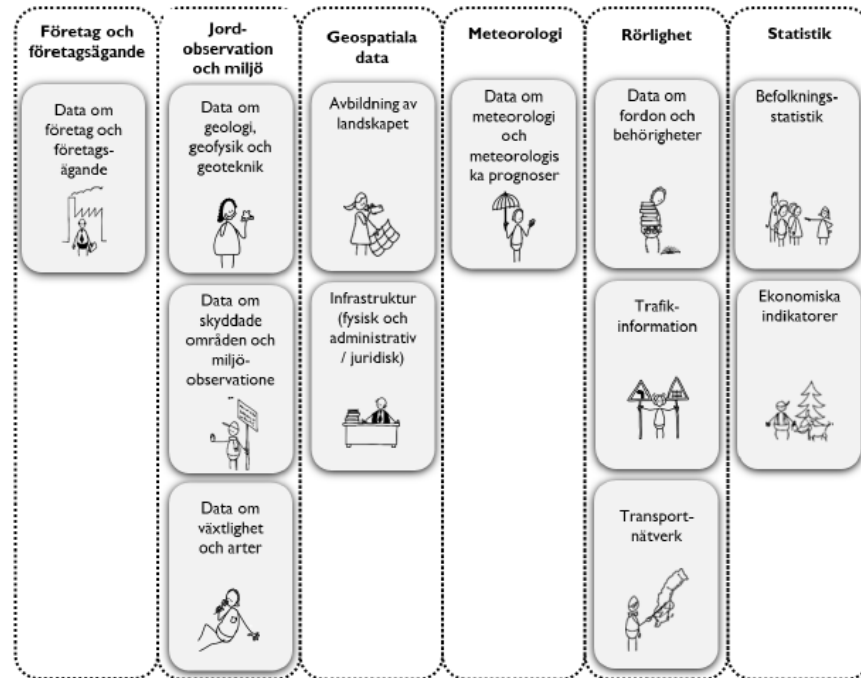 Företag och
företagsägande
Data om
företag och
företags-
ägande
Jord-
observation
och miljö
Data om
geologi,
geofysik och
geoteknik
Data om
skyddade
områden och
miljö-
observatione
Data om
växtlighet
och arter
Geospatiala
data
Avbildning av
landskapet
Infrastruktur
(fysisk och
administrativ
/ juridisk)
Meteorologi
Data om
meteorologi
och
meteorologis
ka prognoser
Rörlighet
Data om
fordon och
behörigheter
Trafik-
information
Transport-
nätverk
Statistik
Befolknings-
statistik
Ekonomiska
indikatorer